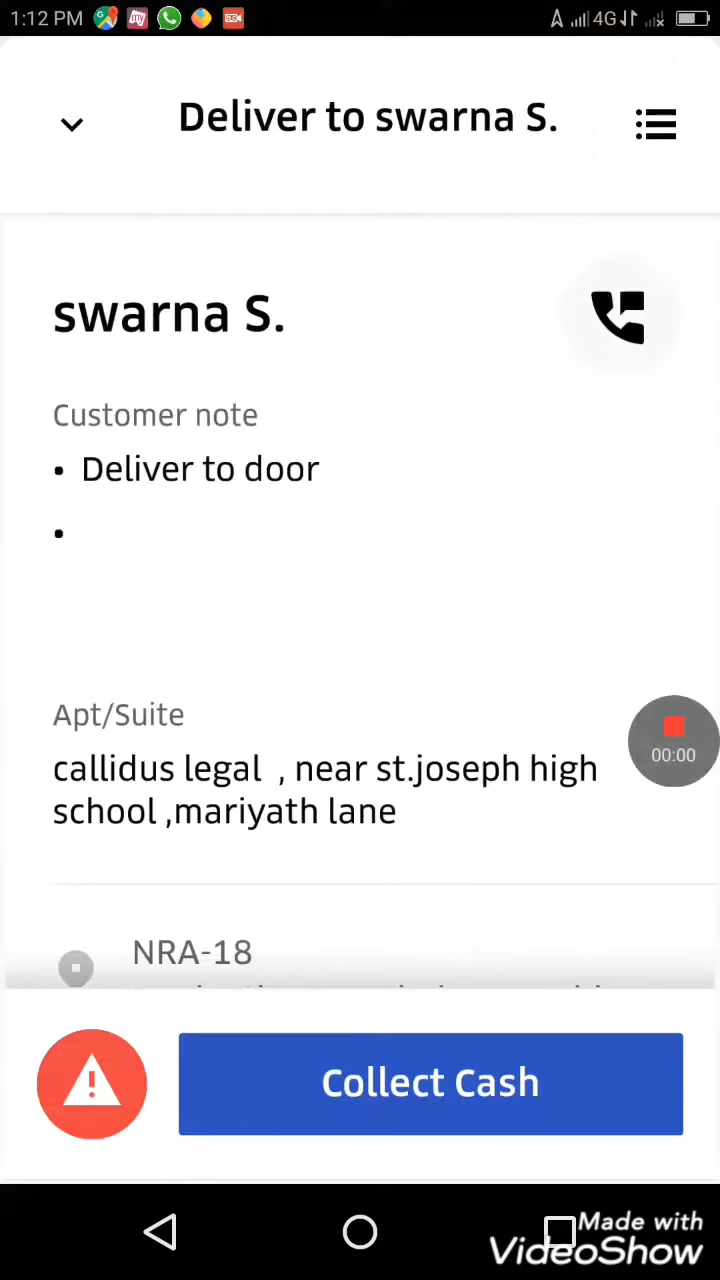 1:12 PM
4G
Deliver to swarna S.
swarna S.
Customer note
• Deliver to door
•
Apt/Suite
callidus legal , near st.joseph high
school ,mariyath lane
00:00
NRA-18
Collect Cash
Made with
VideoShow